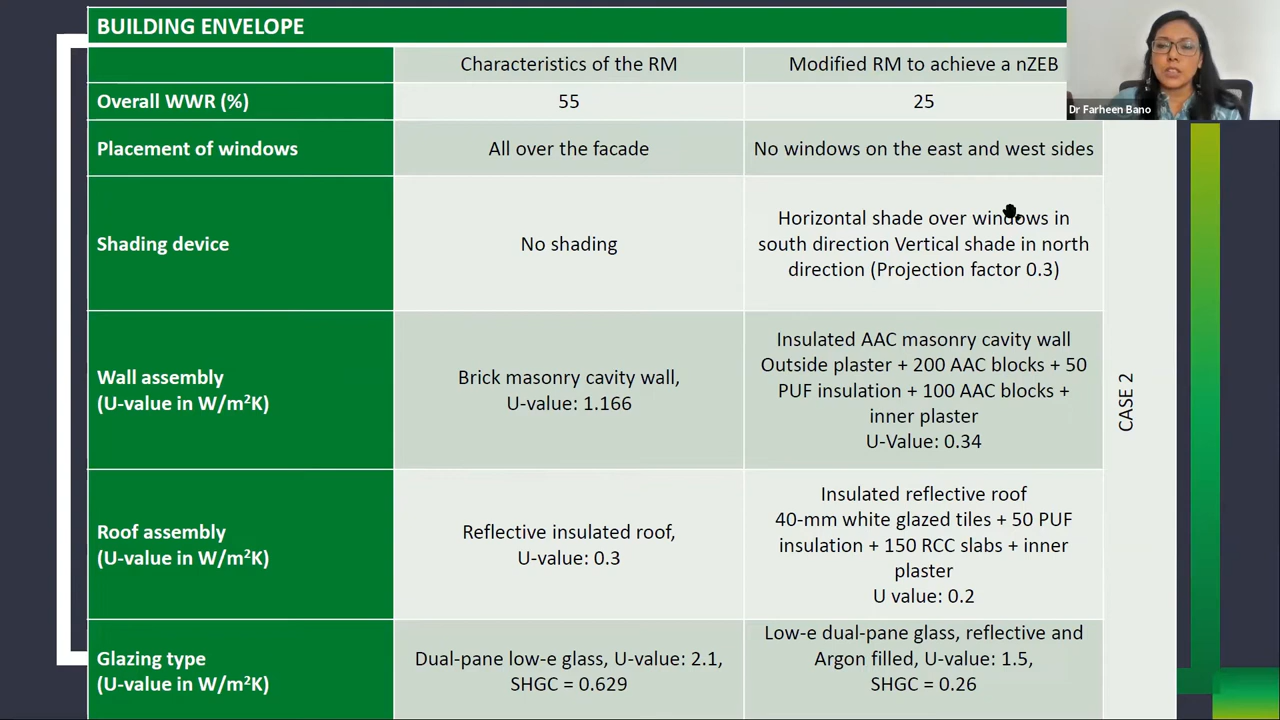 BUILDING ENVELOPE
Characteristics of the RM
Modified RM to achieve a nZEB
Overall WWR (%)
55
25
Dr Farheen Bano
Placement of windows
All over the facade
No windows on the east and west sides
Shading device
No shading
Horizontal shade over windows in
south direction Vertical shade in north
direction (Projection factor 0.3)
Wall assembly
(U-value in W/m²K)
Brick masonry cavity wall,
U-value: 1.166
Insulated AAC masonry cavity wall
Outside plaster + 200 AAC blocks + 50
PUF insulation + 100 AAC blocks +
inner plaster
U-Value: 0.34
CASE 2
Roof assembly
(U-value in W/m²K)
Reflective insulated roof,
U-value: 0.3
Insulated reflective roof
40-mm white glazed tiles + 50 PUF
insulation + 150 RCC slabs + inner
plaster
U value: 0.2
Glazing type
(U-value in W/m²K)
Dual-pane low-e glass, U-value: 2.1,
SHGC = 0.629
Low-e dual-pane glass, reflective and
Argon filled, U-value: 1.5,
SHGC = 0.26